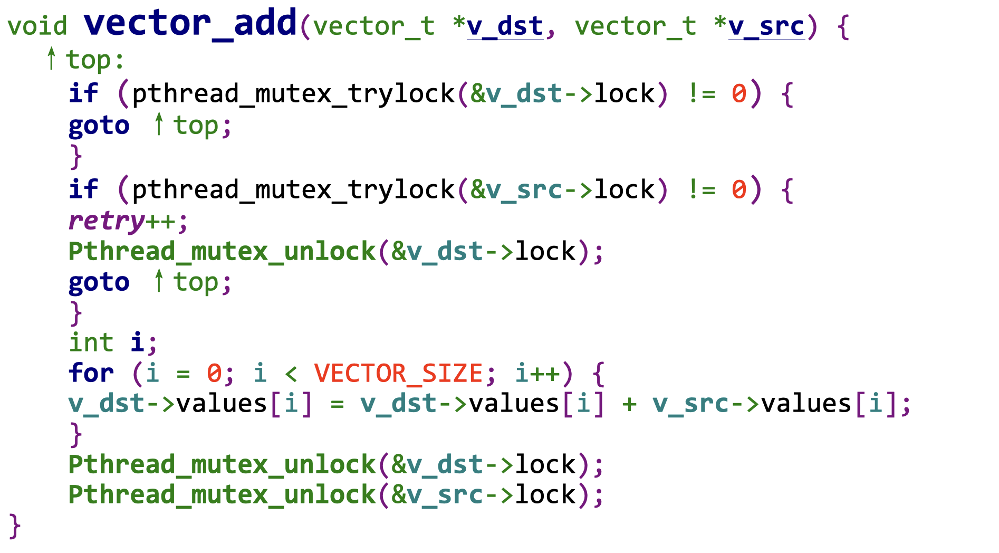 void vector_add(vector_t *v_dst, vector_t *v_src) {
↑top:
if (pthread_mutex_trylock(&v_dst->lock) != 0) {
goto ↑top;
}
if (pthread_mutex_trylock(&v_src->lock) != 0) {
retry++;
Pthread_mutex_unlock(&v_dst->lock);
goto ↑top;
}
int i;
for (i = 0; i < VECTOR_SIZE; i++) {
v_dst->values[i] = v_dst->values[i] + v_src->values[i];
}
Pthread_mutex_unlock(&v_dst->lock);
Pthread_mutex_unlock(&v_src->lock);
}